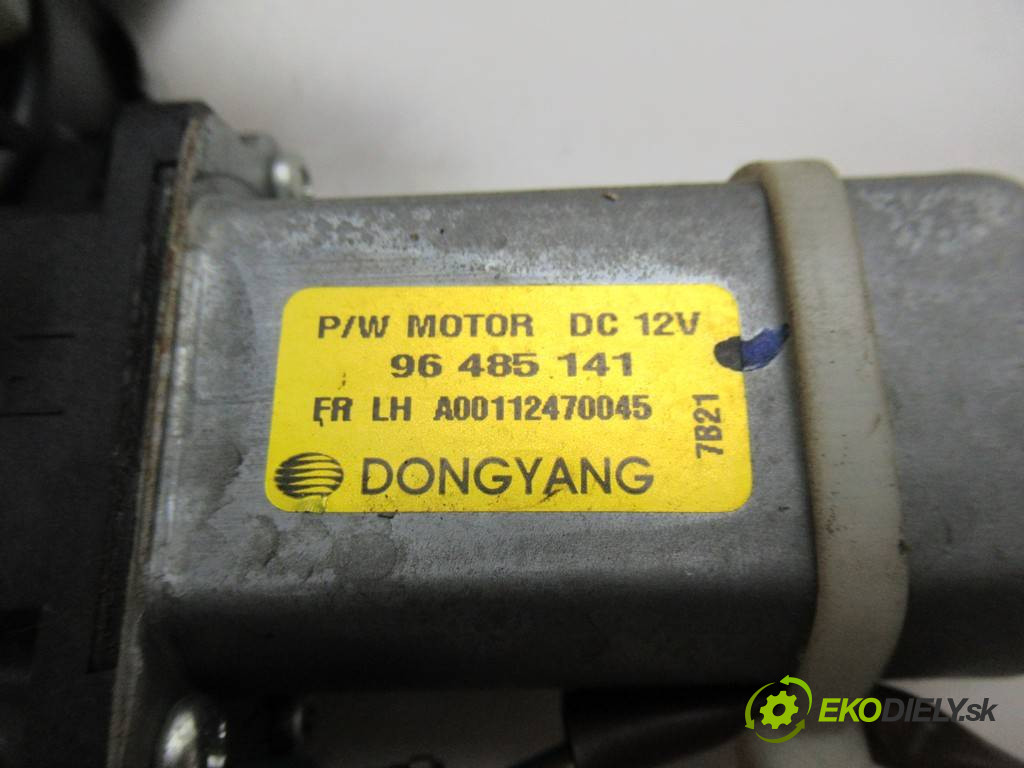 P/W MOTOR DC 12V
96 485 141
FR LH A00112470045
7B21
DONGYANG
EKODIELY.sk